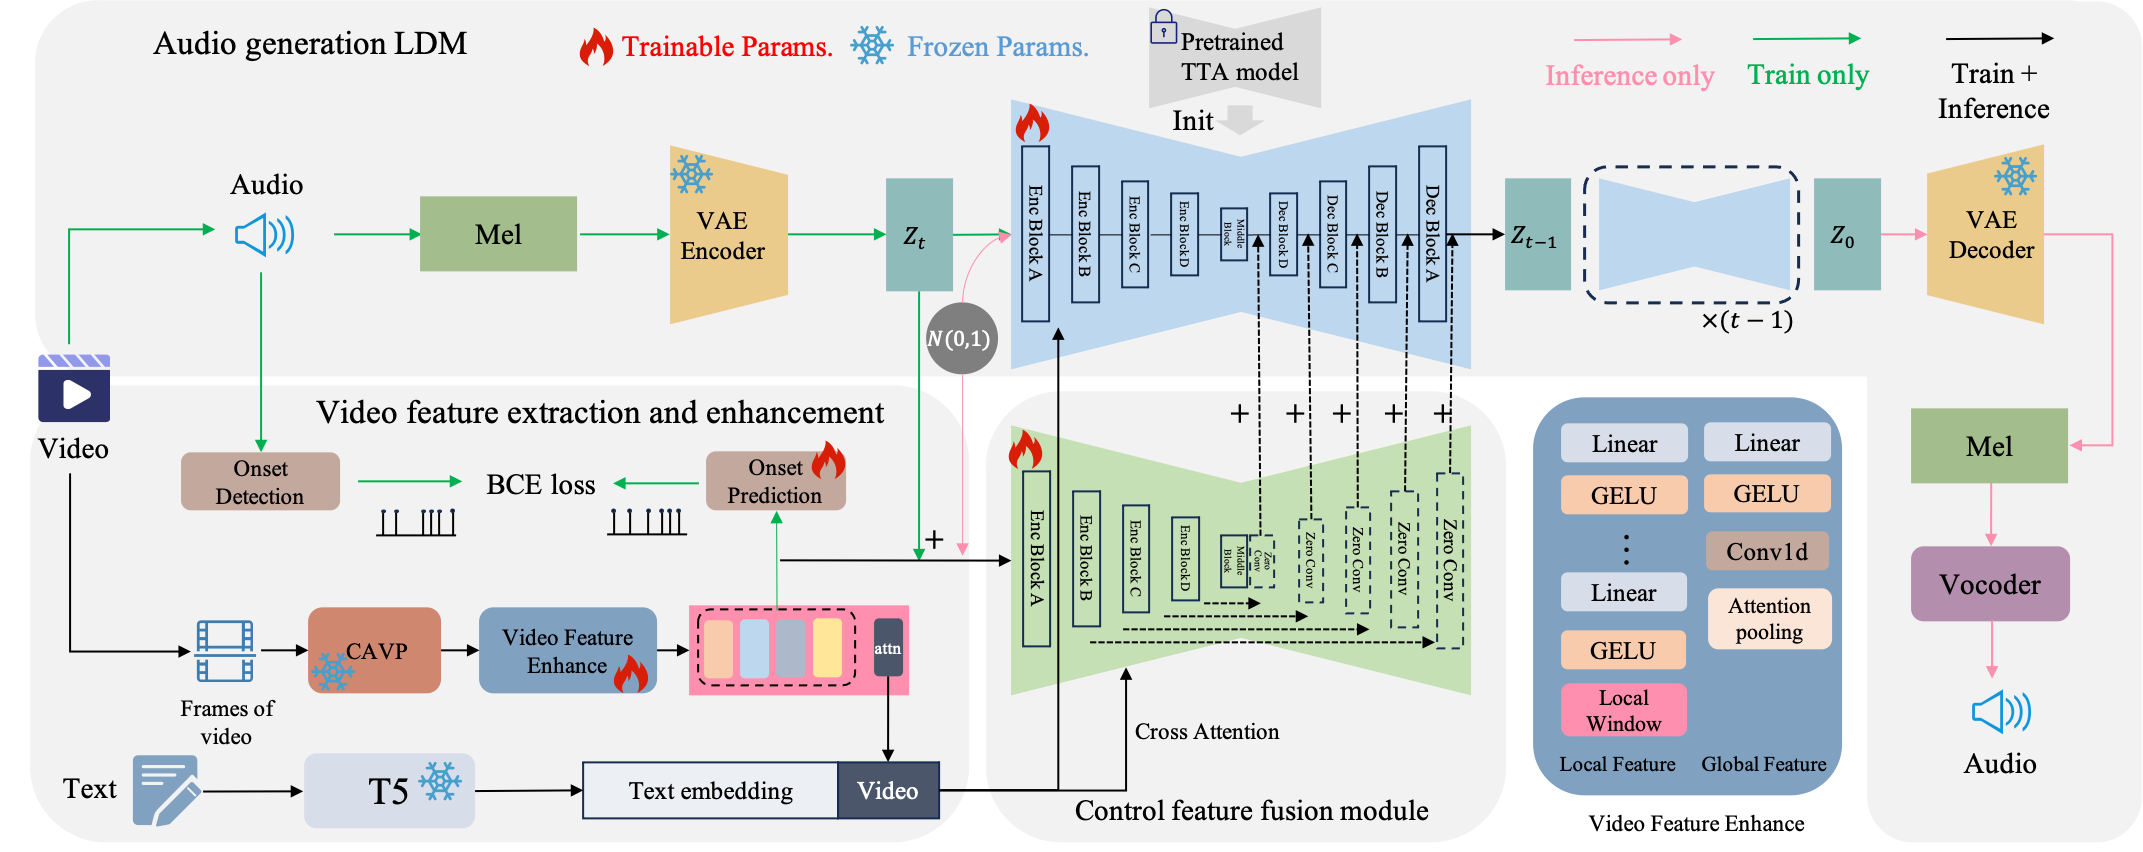 Audio generation LDM
Trainable Params.
Frozen Params.
Pretrained
TTA model
Init
Inference only
Train only
Train +
Inference
Audio
Mel
VAE
Encoder
Z_t
N(0,1)
Enc Block A
Enc Block B
Enc Block C
Enc Block D
Middle
Block
Dec Block D
Dec Block C
Dec Block B
Dec Block A
Z_{t−1}
×(t − 1)
Z_0
VAE
Decoder
Video
Video feature extraction and enhancement
Onset
Detection
BCE loss
Onset
Prediction
+
+
+
+
+
+
Enc Block A
Enc Block B
Enc Block C
Enc Block D
Middle
Block
Zero
Conv
Zero Conv
Zero Conv
Zero Conv
Zero Conv
Frames of
video
CAVP
Video Feature
Enhance
attn
Text
T5
Text embedding
Video
Cross Attention
Control feature fusion module
Linear
GELU
⋮
Linear
GELU
Local
Window
Local Feature
Linear
GELU
Conv1d
Attention
pooling
Global Feature
Video Feature Enhance
Mel
Vocoder
Audio